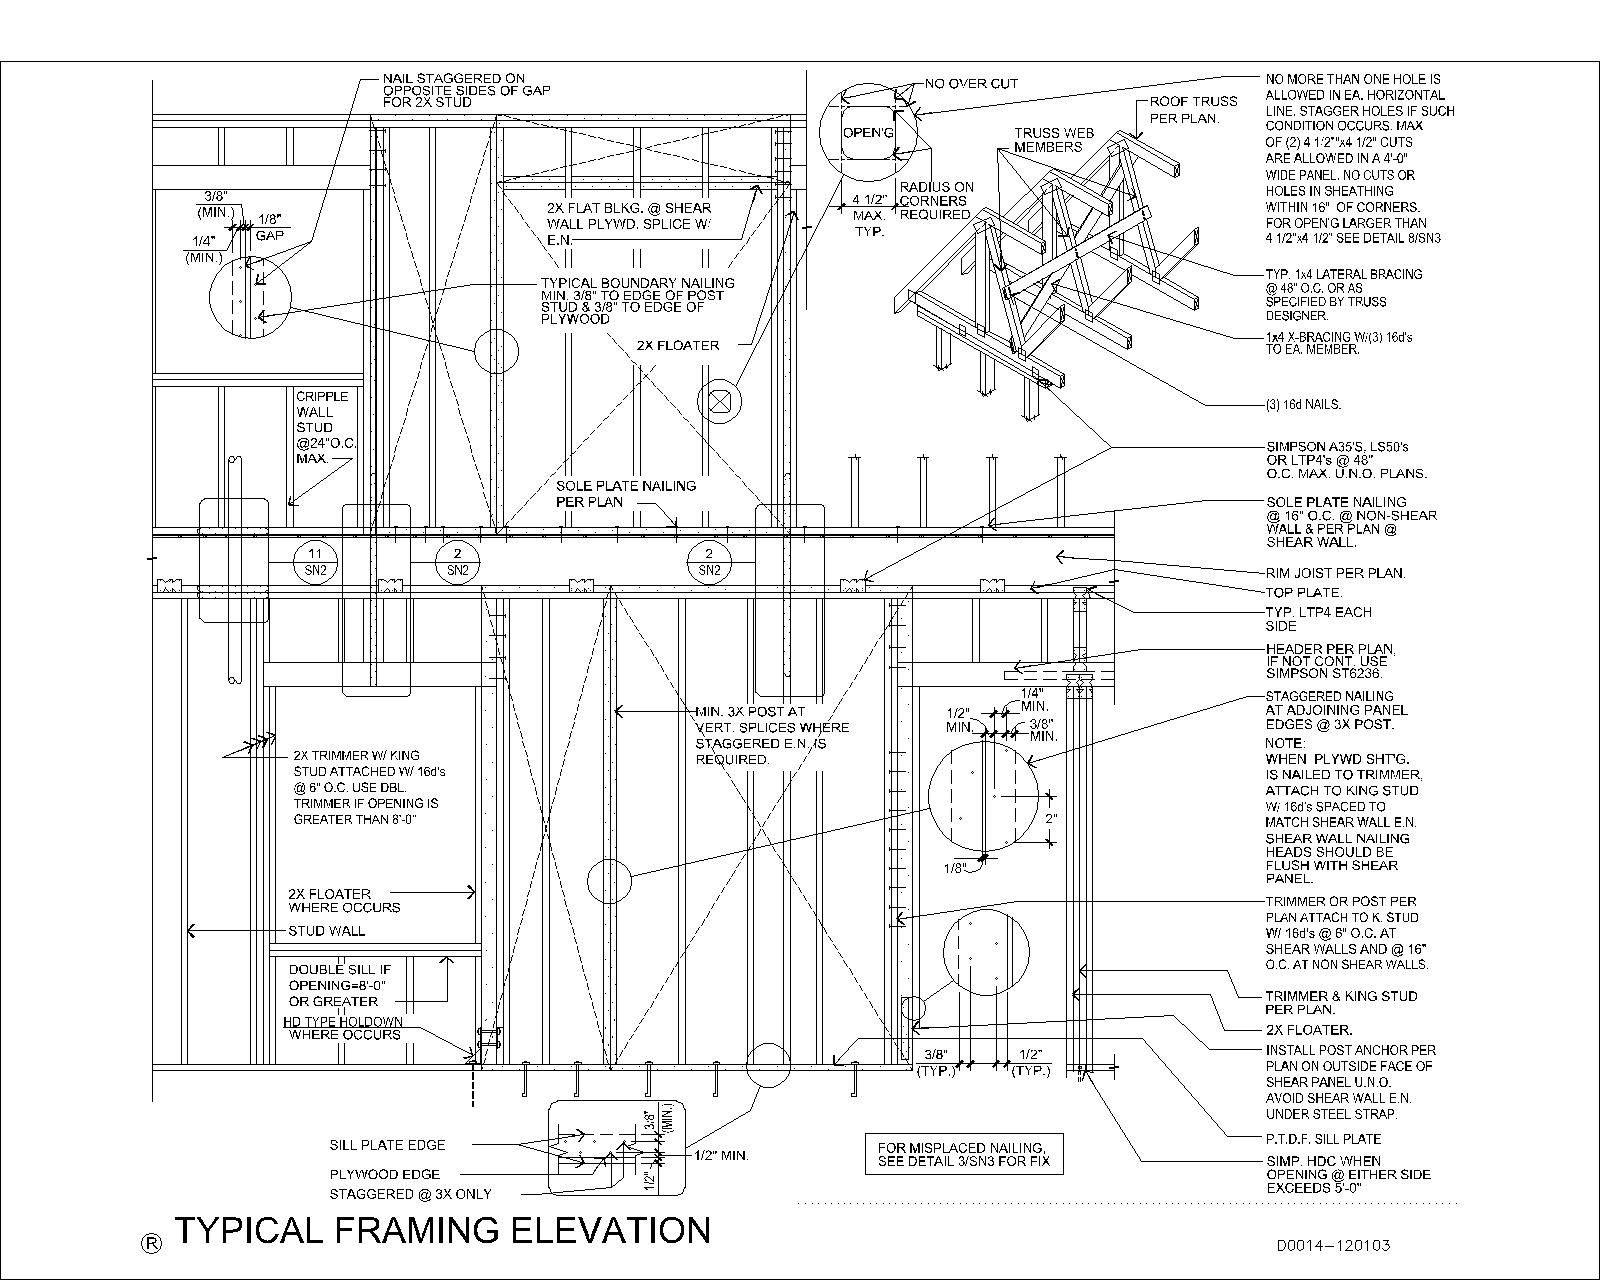 NAIL STAGGERED ON
OPPOSITE SIDES OF GAP
FOR 2X STUD
3/8"
(MIN.)
1/8"
GAP
1/4"
(MIN.)
2X FLAT BLKG. @ SHEAR
WALL PLYWD. SPLICE W/
E.N.
TYPICAL BOUNDARY NAILING
MIN. 3/8" TO EDGE OF POST
STUD & 3/8" TO EDGE OF
PLYWOOD
2X FLOATER
CRIPPLE
WALL
STUD
@24"O.C.
MAX.
SOLE PLATE NAILING
PER PLAN
NO OVER CUT
OPEN'G
RADIUS ON
CORNERS
REQUIRED.
4 1/2"
MAX.
TYP.
TRUSS WEB
MEMBERS
ROOF TRUSS
PER PLAN.
NO MORE THAN ONE HOLE IS
ALLOWED IN EA. HORIZONTAL
LINE. STAGGER HOLES IF SUCH
CONDITION OCCURS. MAX
OF (2) 4 1/2""x4 1/2" CUTS
ARE ALLOWED IN A 4'-0"
WIDE PANEL. NO CUTS OR
HOLES IN SHEATHING
WITHIN 16" OF CORNERS.
FOR OPEN'G LARGER THAN
4 1/2"x4 1/2" SEE DETAIL 8/SN3
TYP. 1x4 LATERAL BRACING
@ 48" O.C. OR AS
SPECIFIED BY TRUSS
DESIGNER.
1x4 X-BRACING W/(3) 16d's
TO EA. MEMBER.
(3) 16d NAILS.
SIMPSON A35'S, LS50's
OR LTP4's @ 48"
O.C. MAX. U.N.O. PLANS.
SOLE PLATE NAILING
@ 16" O.C. @ NON-SHEAR
WALL & PER PLAN @
SHEAR WALL.
RIM JOIST PER PLAN.
TOP PLATE.
TYP. LTP4 EACH
SIDE
HEADER PER PLAN,
IF NOT CONT. USE
SIMPSON ST6236.
STAGGERED NAILING
AT ADJOINING PANEL
EDGES @ 3X POST.
NOTE:
WHEN PLYWD SHT'G.
IS NAILED TO TRIMMER,
ATTACH TO KING STUD
W/ 16d's SPACED TO
MATCH SHEAR WALL E.N.
SHEAR WALL NAILING
HEADS SHOULD BE
FLUSH WITH SHEAR
PANEL.
TRIMMER OR POST PER
PLAN ATTACH TO K. STUD
W/ 16d's @ 6" O.C. AT
SHEAR WALLS AND @ 16"
O.C. AT NON SHEAR WALLS.
TRIMMER & KING STUD
PER PLAN.
2X FLOATER.
INSTALL POST ANCHOR PER
PLAN ON OUTSIDE FACE OF
SHEAR PANEL U.N.O.
AVOID SHEAR WALL E.N.
UNDER STEEL STRAP.
P.T.D.F. SILL PLATE
SIMP. HDC WHEN
OPENING @ EITHER SIDE
EXCEEDS 5'-0"
11
SN2
2
SN2
2
SN2
MIN. 3X POST AT
VERT. SPLICES WHERE
STAGGERED E.N. IS
REQUIRED.
1/4"
MIN.
1/2"
MIN.
3/8"
MIN.
2"
1/8"
2X TRIMMER W/ KING
STUD ATTACHED W/ 16d's
@ 6" O.C. USE DBL.
TRIMMER IF OPENING IS
GREATER THAN 8'-0"
2X FLOATER
WHERE OCCURS
STUD WALL
DOUBLE SILL IF
OPENING=8'-0"
OR GREATER
HD TYPE HOLDOWN
WHERE OCCURS
3/8"
(TYP.)
1/2"
(TYP.)
SILL PLATE EDGE
PLYWOOD EDGE
STAGGERED @ 3X ONLY
3/8"
(MIN.)
1/2"
1/2" MIN.
FOR MISPLACED NAILING,
SEE DETAIL 3/SN3 FOR FIX
R TYPICAL FRAMING ELEVATION
D0014-120103